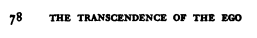 78 THE TRANSCENDENCE OF THE EGO